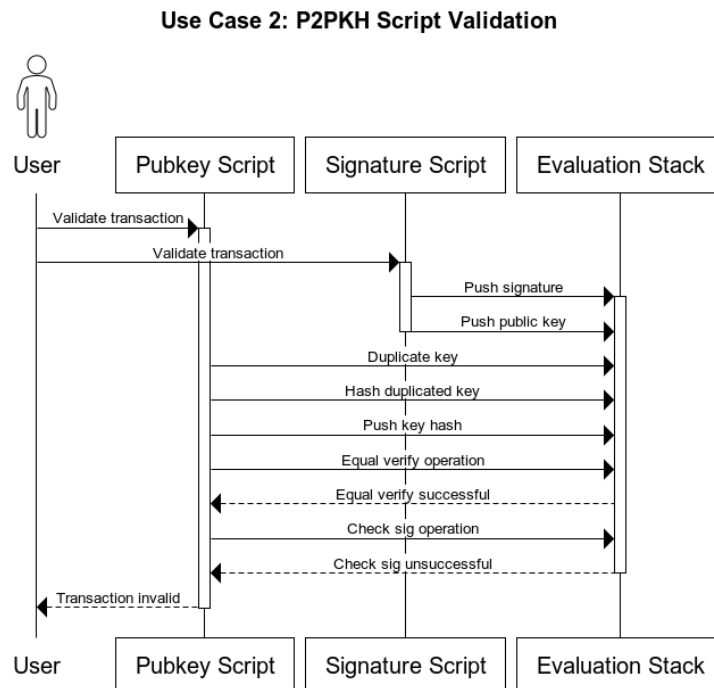 Use Case 2: P2PKH Script Validation
User
Pubkey Script
Signature Script
Evaluation Stack
Validate transaction
Validate transaction
Push signature
Push public key
Duplicate key
Hash duplicated key
Push key hash
Equal verify operation
Equal verify successful
Check sig operation
Check sig unsuccessful
Transaction invalid
User
Pubkey Script
Signature Script
Evaluation Stack